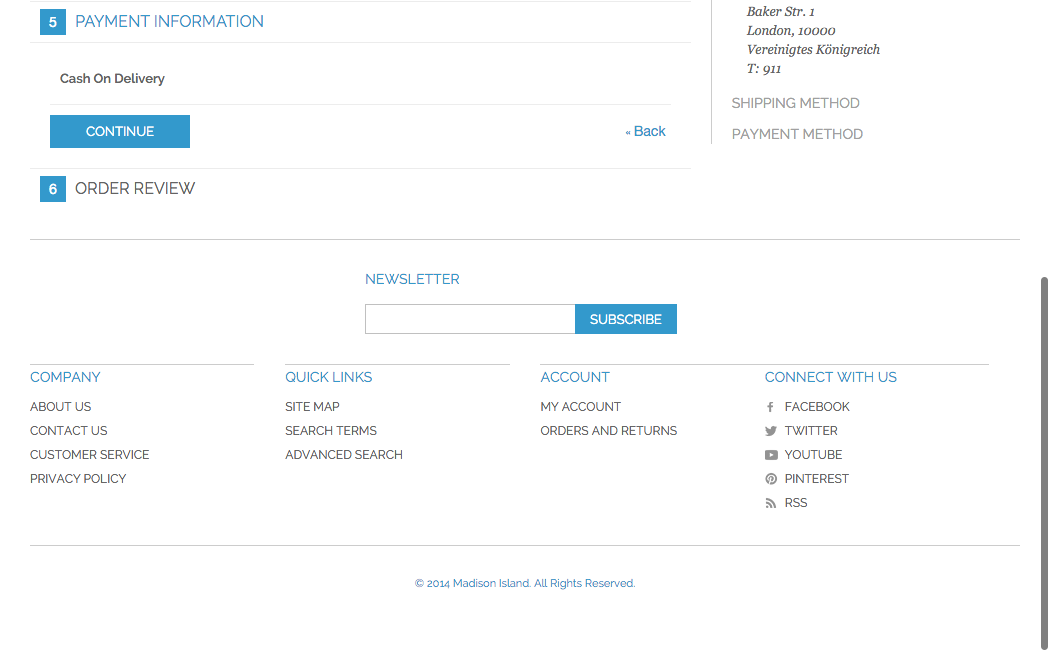 5 PAYMENT INFORMATION
Cash On Delivery
CONTINUE
« Back
6 ORDER REVIEW
Baker Str. 1
London, 10000
Vereinigtes Königreich
T: 911
SHIPPING METHOD
PAYMENT METHOD
NEWSLETTER
SUBSCRIBE
COMPANY
ABOUT US
CONTACT US
CUSTOMER SERVICE
PRIVACY POLICY
QUICK LINKS
SITE MAP
SEARCH TERMS
ADVANCED SEARCH
ACCOUNT
MY ACCOUNT
ORDERS AND RETURNS
CONNECT WITH US
FACEBOOK
TWITTER
YOUTUBE
PINTEREST
RSS
© 2014 Madison Island. All Rights Reserved.